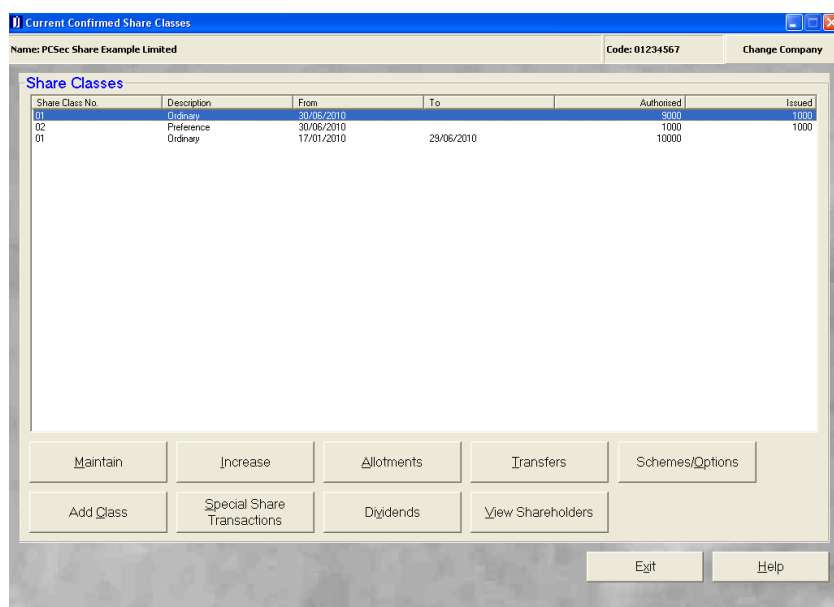 Current Confirmed Share Classes
Name: PCSec Share Example Limited Code: 01234567 Change Company
Share Classes
Share Class No. Description From To Authorised Issued
01 Ordinary 30/06/2010 9000 1000
02 Preference 30/06/2010 1000 1000
01 Ordinary 17/01/2010 29/06/2010 10000
Maintain Increase Allotments Transfers Schemes/Options
Add Class Special Share Transactions Dividends View Shareholders
Exit Help